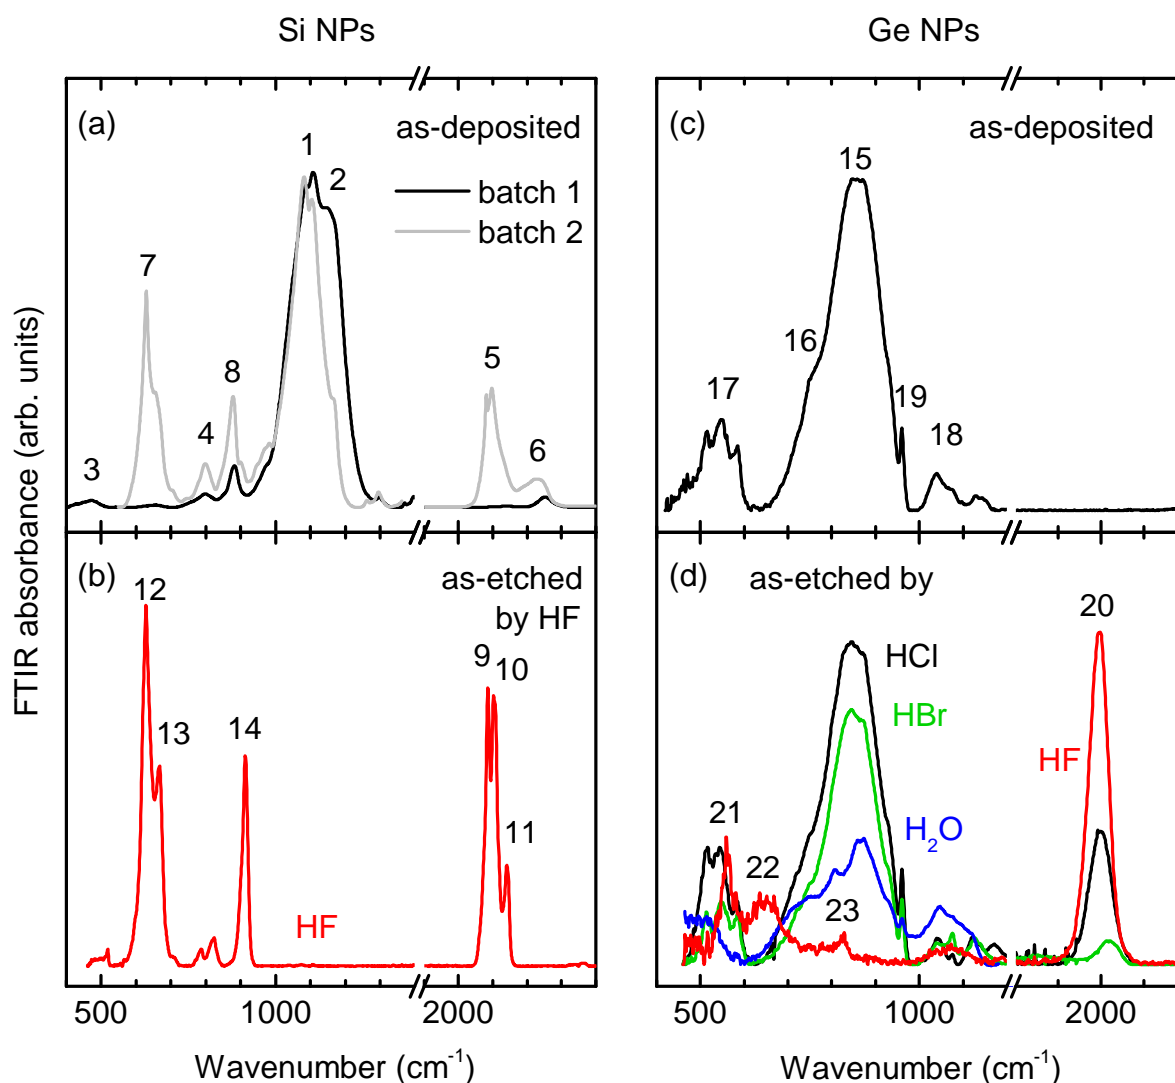 Si NPs
Ge NPs
(a)
as-deposited
1
2
batch 1
batch 2
7
8
4
3
5
6
(c)
as-deposited
15
16
17
19
18
(b)
as-etched
by HF
12
13
14
9
10
11
HF
(d)
as-etched by
20
HCl
HBr
HF
H₂O
21
22
23
FTIR absorbance (arb. units)
500
1000
2000
500
1000
2000
Wavenumber (cm⁻¹)
Wavenumber (cm⁻¹)